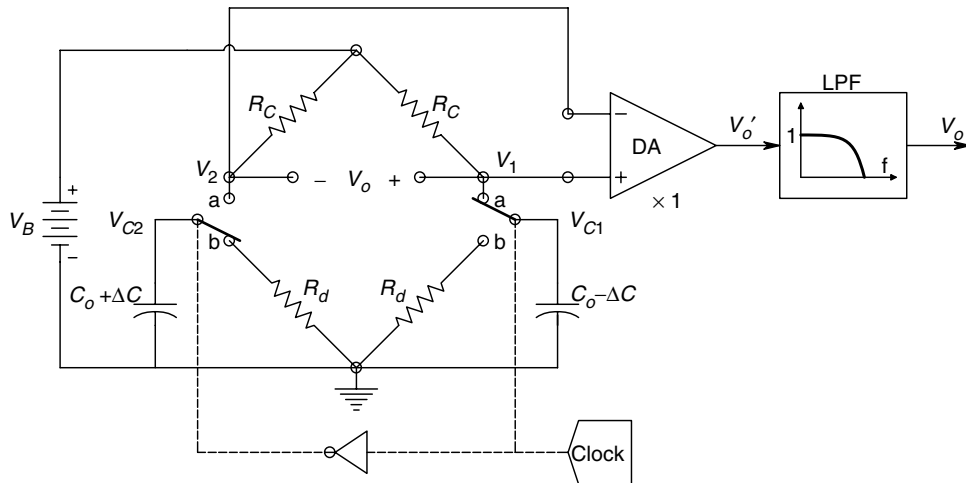 LPF
R_C
R_C
−
DA
V_o′
1
f
V_o
V_2
− V_o +
V_1
+
× 1
a
a
+
V_B
−
V_C2
V_C1
b
b
C_o +ΔC
R_d
R_d
C_o−ΔC
Clock